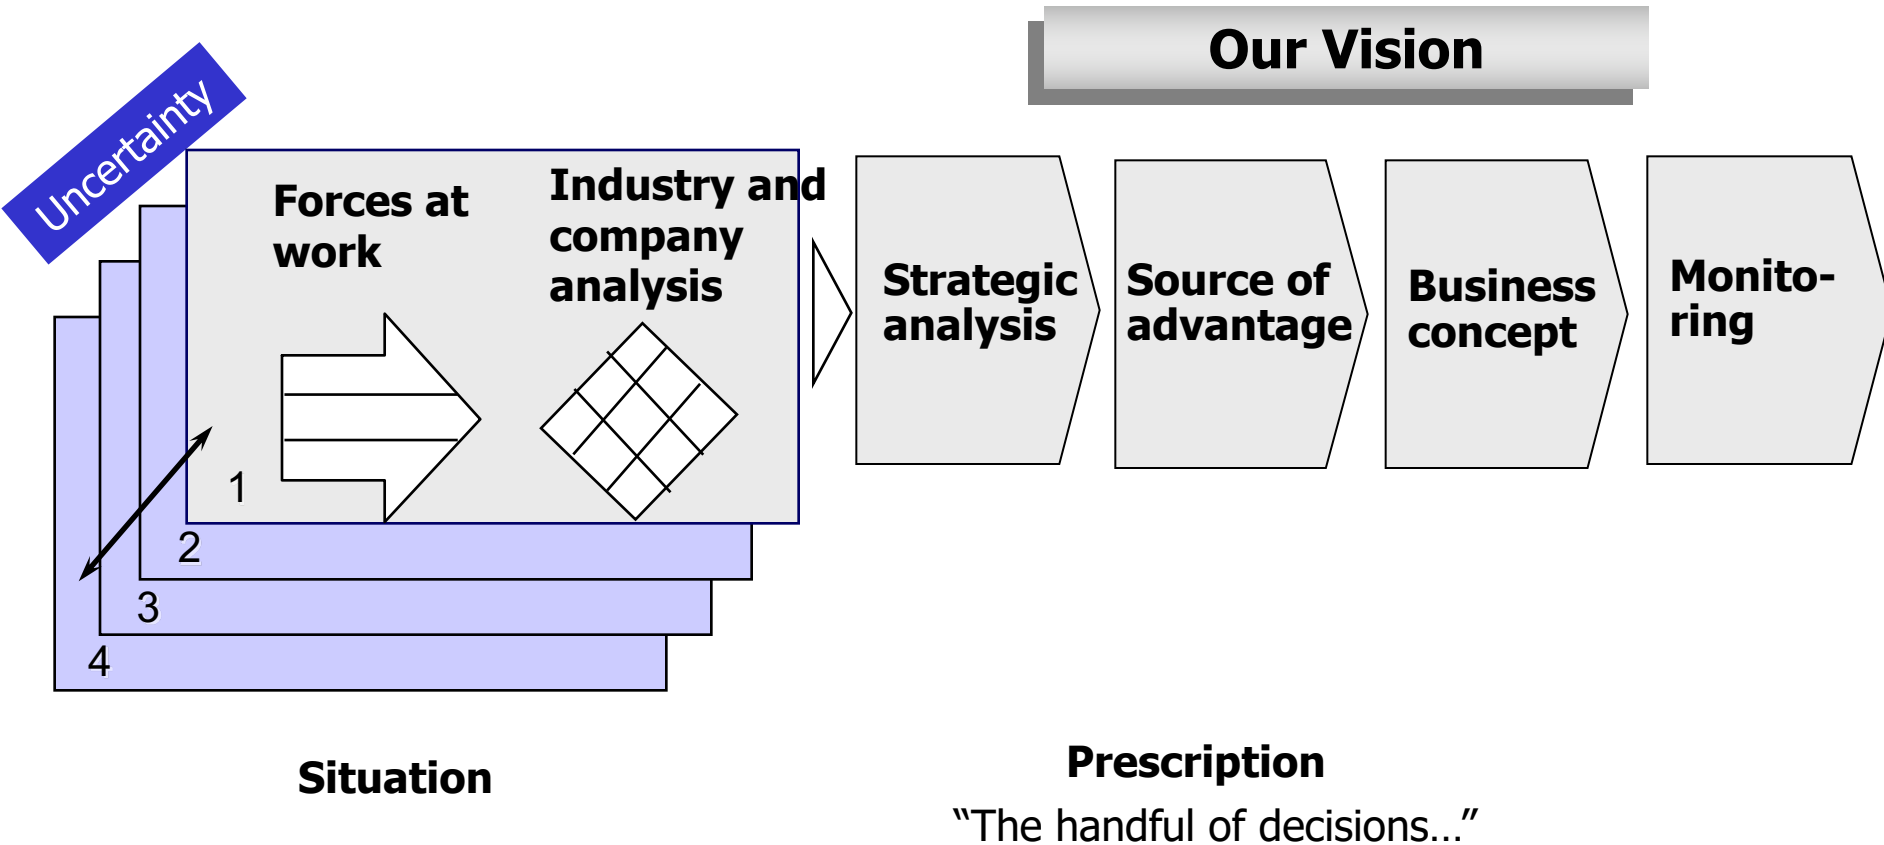 Our Vision
Uncertainty
Forces at
work
Industry and
company
analysis
Strategic
analysis
Source of
advantage
Business
concept
Monito-
ring
1
2
3
4
Situation
Prescription
“The handful of decisions…”